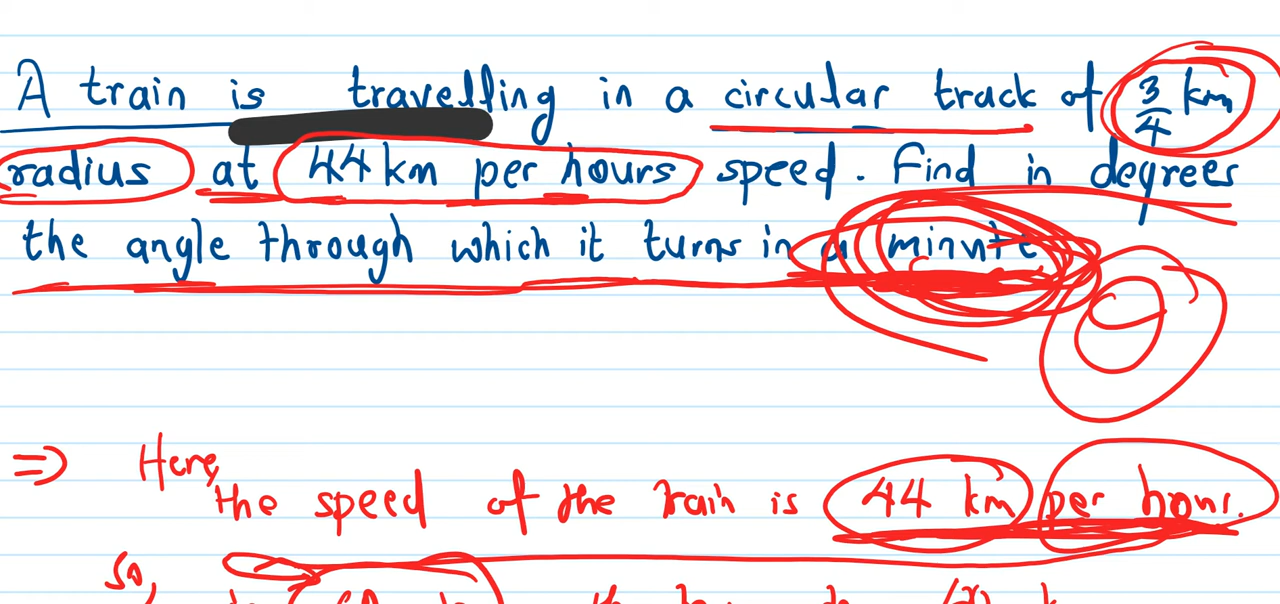 A train is travelling in a circular track of 3/4 km
radius at 44 km per hours speed. Find in degrees
the angle through which it turns in a minute
=> Here,
the speed of the train is 44 km per hour.
So,